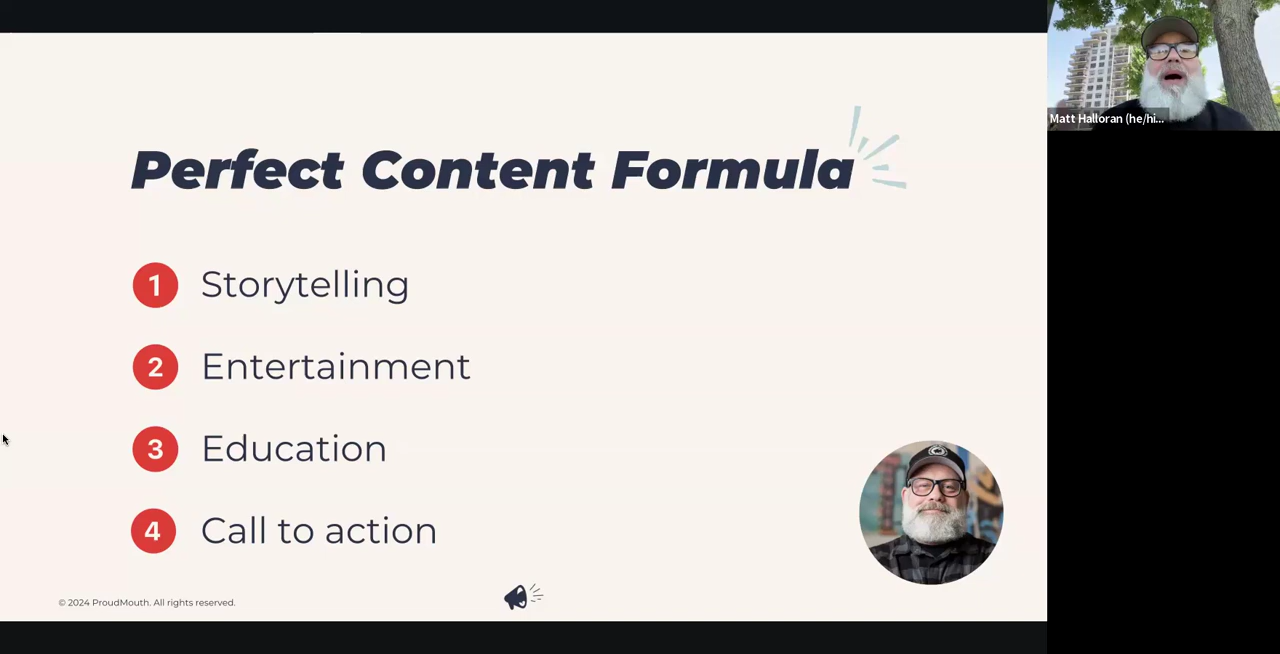 Perfect Content Formula
1 Storytelling
2 Entertainment
3 Education
4 Call to action
© 2024 ProudMouth. All rights reserved.
Matt Halloran (he/hi...